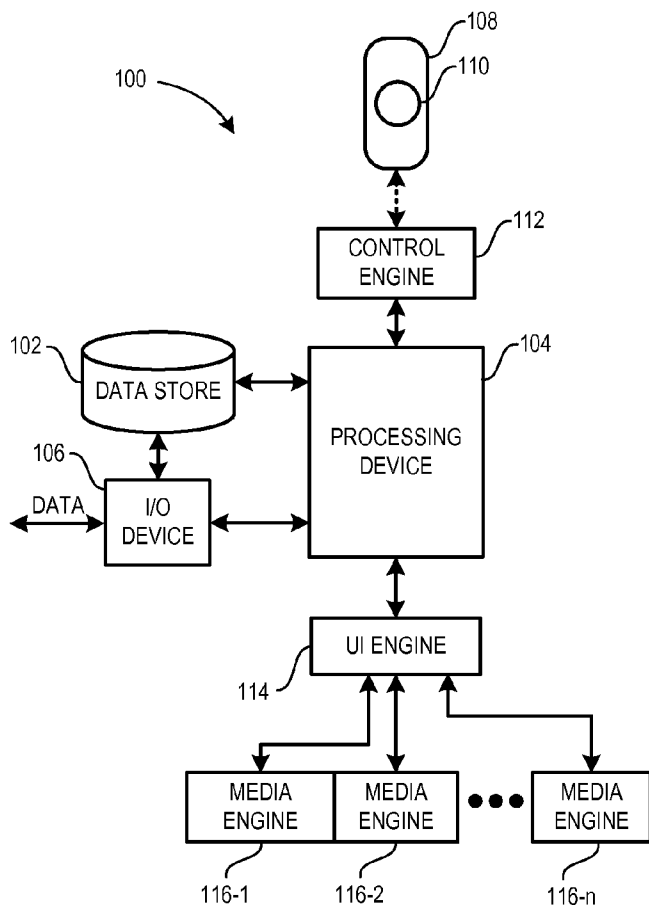 108
110
100
112
CONTROL
ENGINE
102
104
DATA STORE
PROCESSING
DEVICE
106
DATA
I/O
DEVICE
UI ENGINE
114
MEDIA
ENGINE
MEDIA
ENGINE
MEDIA
ENGINE
116-1
116-2
116-n